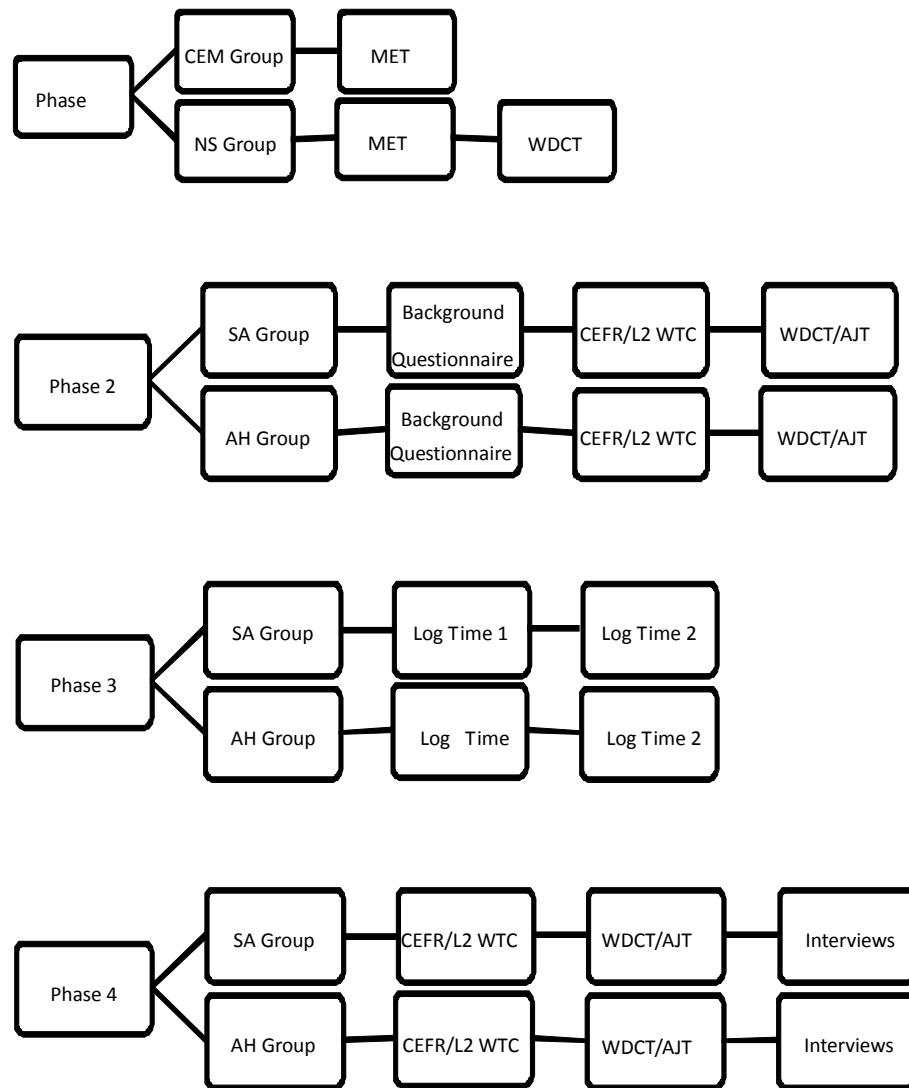 CEM Group
MET
Phase
NS Group
MET
WDCT
SA Group
Background
Questionnaire
CEFR/L2 WTC
WDCT/AJT
Phase 2
AH Group
Background
Questionnaire
CEFR/L2 WTC
WDCT/AJT
SA Group
Log Time 1
Log Time 2
Phase 3
AH Group
Log Time
Log Time 2
SA Group
CEFR/L2 WTC
WDCT/AJT
Interviews
Phase 4
AH Group
CEFR/L2 WTC
WDCT/AJT
Interviews